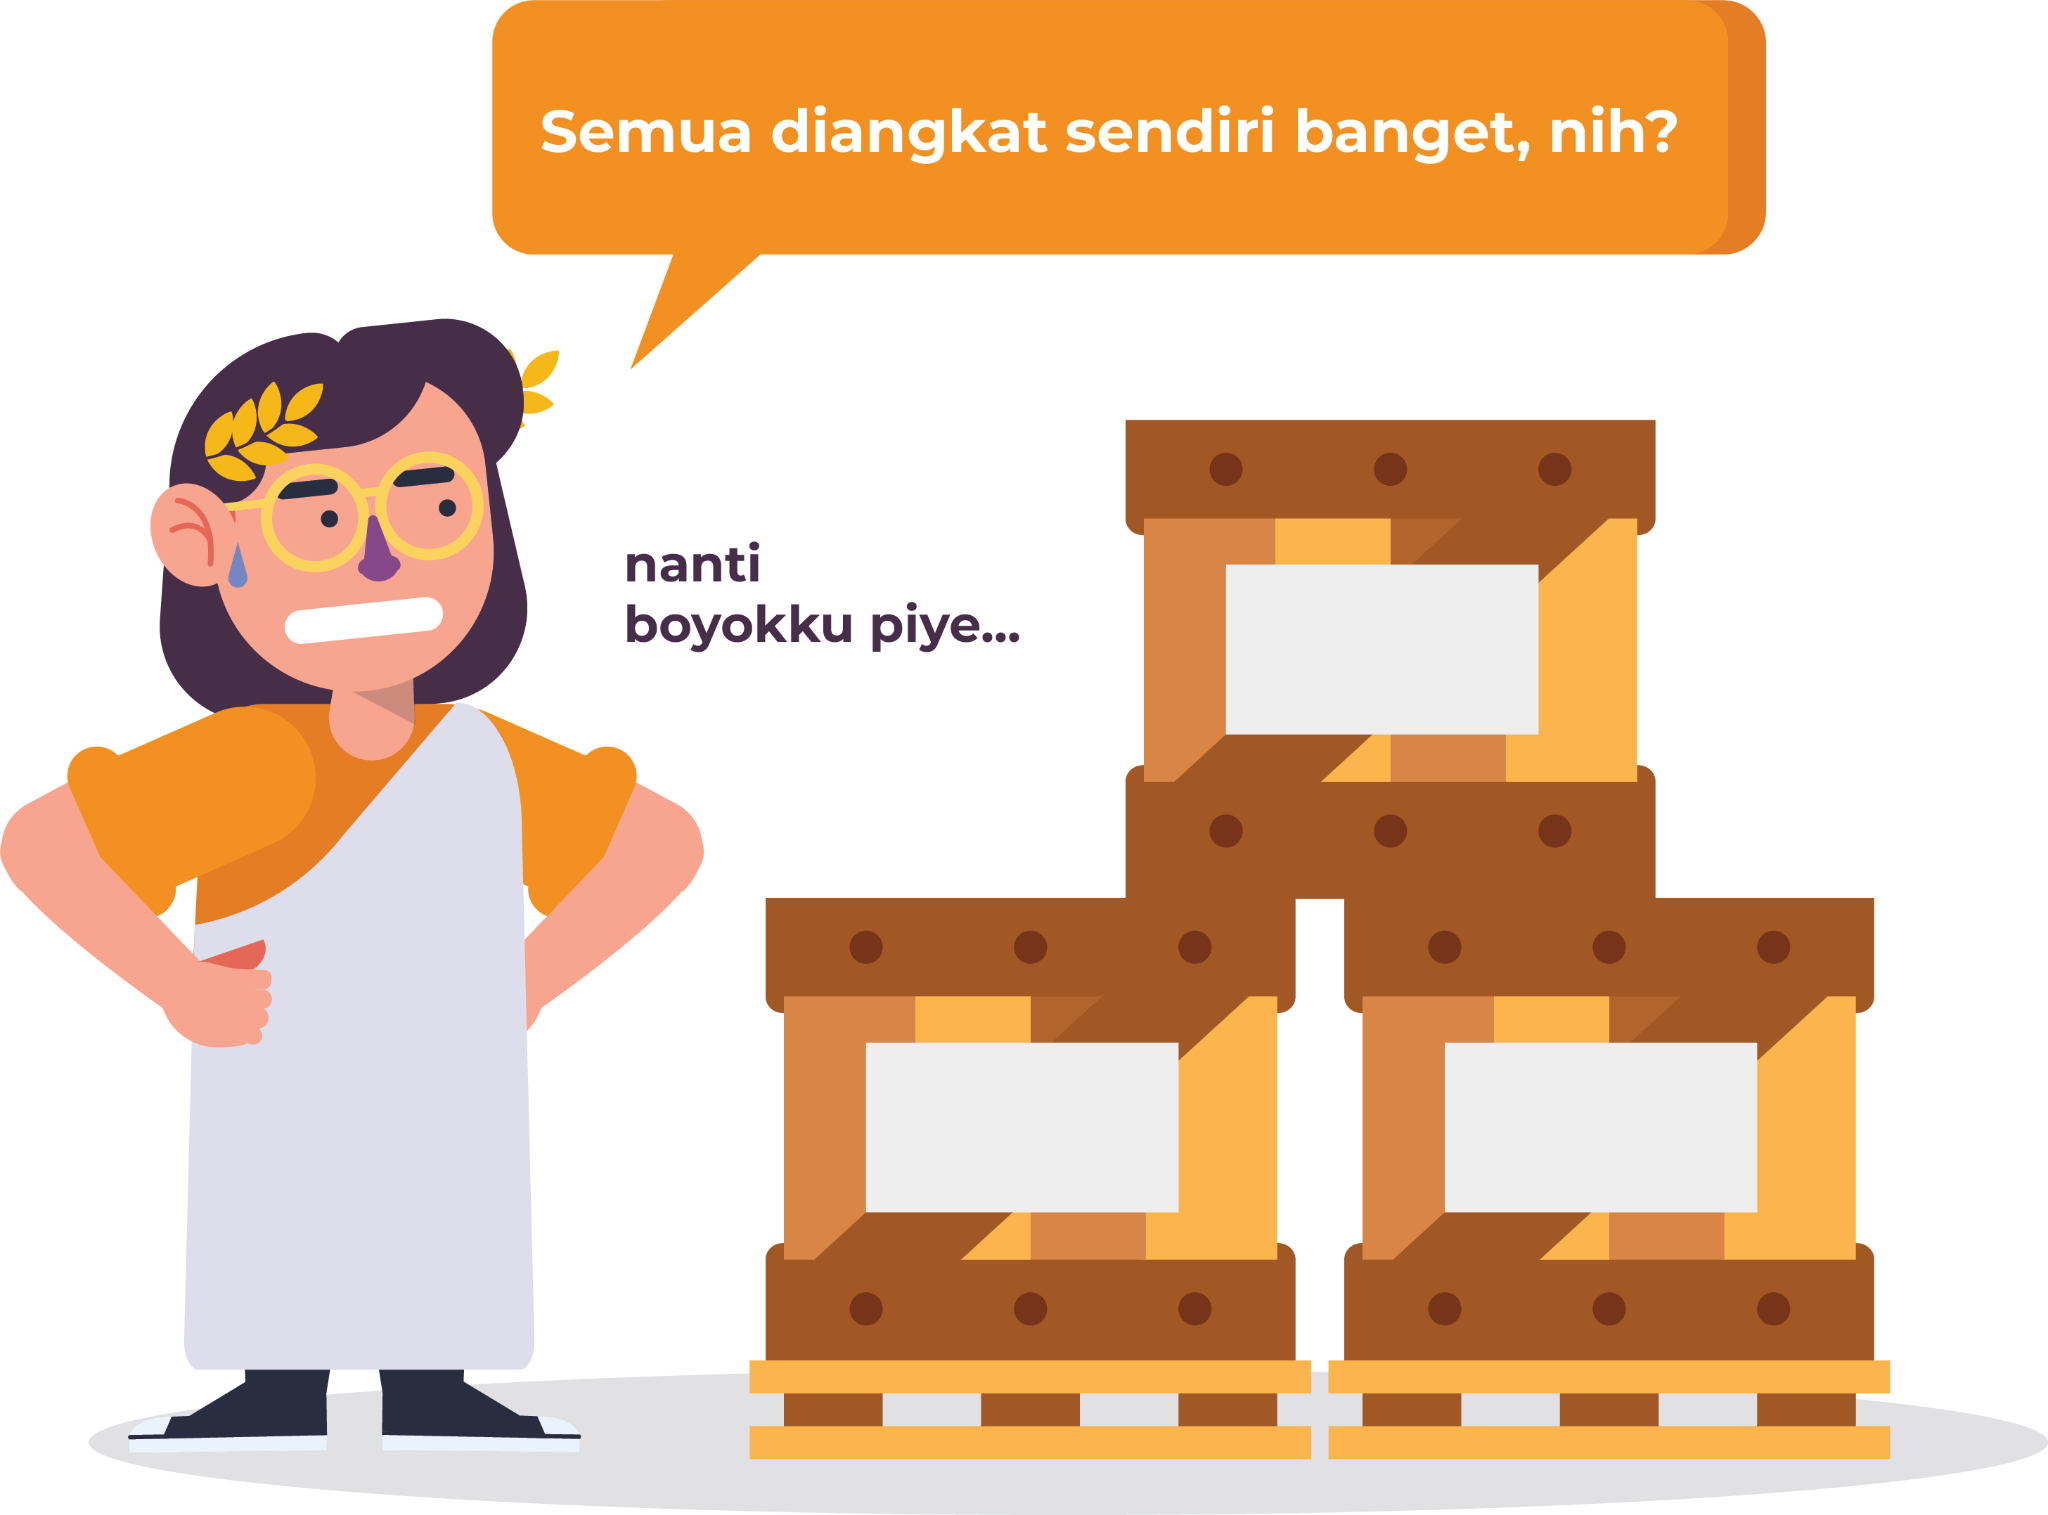 Semua diangkat sendiri banget, nih?
nanti
boyokku piye...